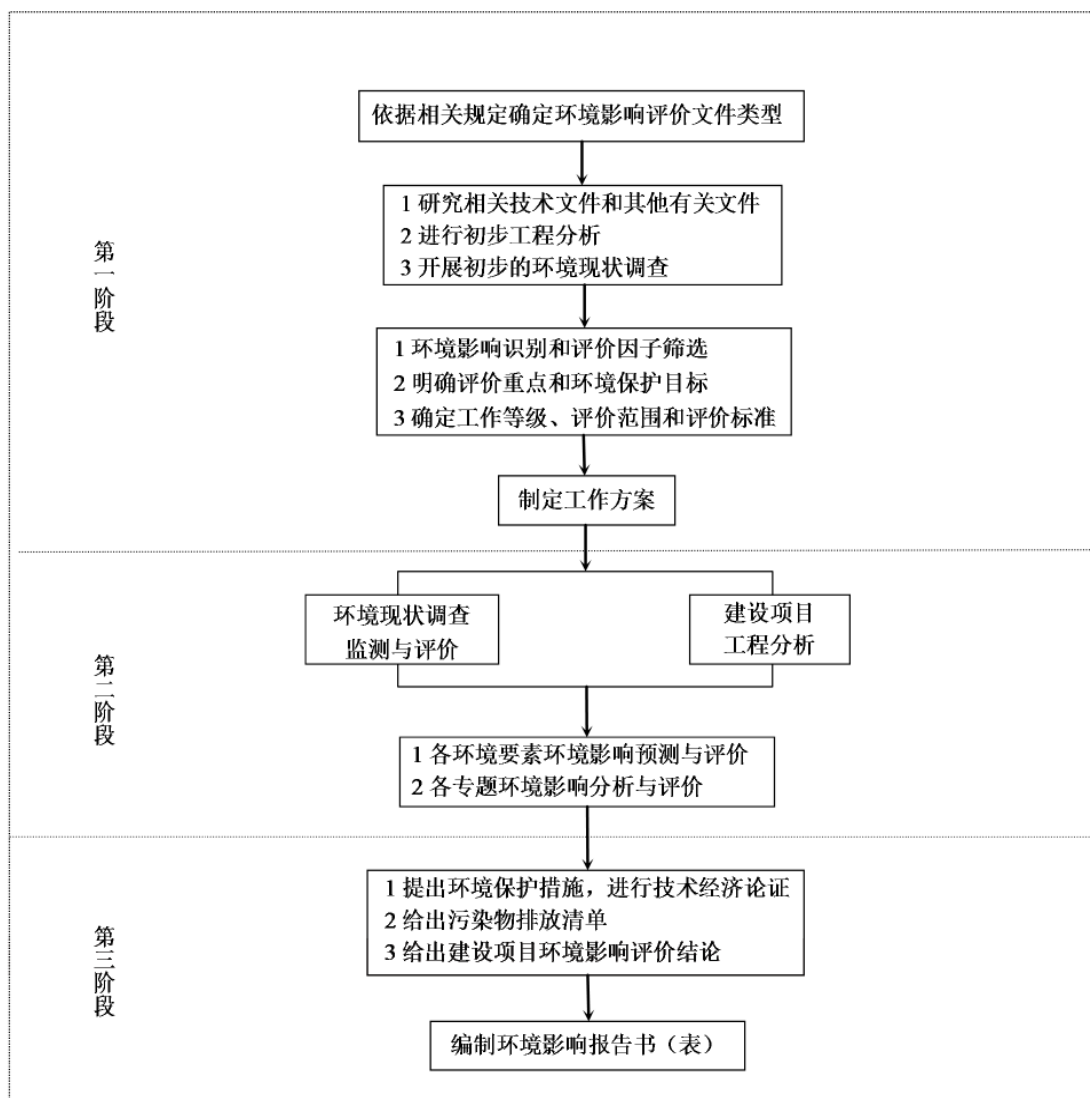 依据相关规定确定环境影响评价文件类型
1 研究相关技术文件和其他有关文件
2 进行初步工程分析
3 开展初步的环境现状调查
第一阶段
1 环境影响识别和评价因子筛选
2 明确评价重点和环境保护目标
3 确定工作等级、评价范围和评价标准
制定工作方案
环境现状调查
监测与评价
建设项目
工程分析
第二阶段
1 各环境要素环境影响预测与评价
2 各专题环境影响分析与评价
1 提出环境保护措施，进行技术经济论证
2 给出污染物排放清单
3 给出建设项目环境影响评价结论
第三阶段
编制环境影响报告书（表）